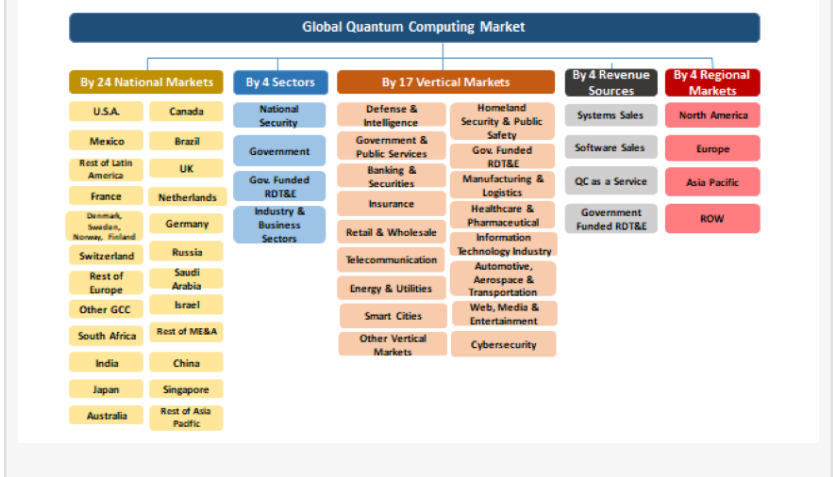 Global Quantum Computing Market
By 24 National Markets
By 4 Sectors
By 17 Vertical Markets
By 4 Revenue
Sources
By 4 Regional
Markets
U.S.A.
Canada
Mexico
Brazil
Rest of Latin
America
UK
France
Netherlands
Denmark,
Sweden,
Norway, Finland
Germany
Switzerland
Russia
Rest of
Europe
Saudi
Arabia
Other GCC
Israel
South Africa
Rest of ME&A
India
China
Japan
Singapore
Australia
Rest of Asia
Pacific
National
Security
Government
Gov. Funded
RDT&E
Industry &
Business
Sectors
Defense &
Intelligence
Homeland
Security & Public
Safety
Government &
Public Services
Gov. Funded
RDT&E
Banking &
Securities
Manufacturing &
Logistics
Insurance
Healthcare &
Pharmaceutical
Retail & Wholesale
Information
Technology Industry
Telecommunication
Automotive,
Aerospace &
Transportation
Energy & Utilities
Web, Media &
Entertainment
Smart Cities
Cybersecurity
Other Vertical
Markets
Systems Sales
Software Sales
QC as a Service
Government
Funded RDT&E
North America
Europe
Asia Pacific
ROW